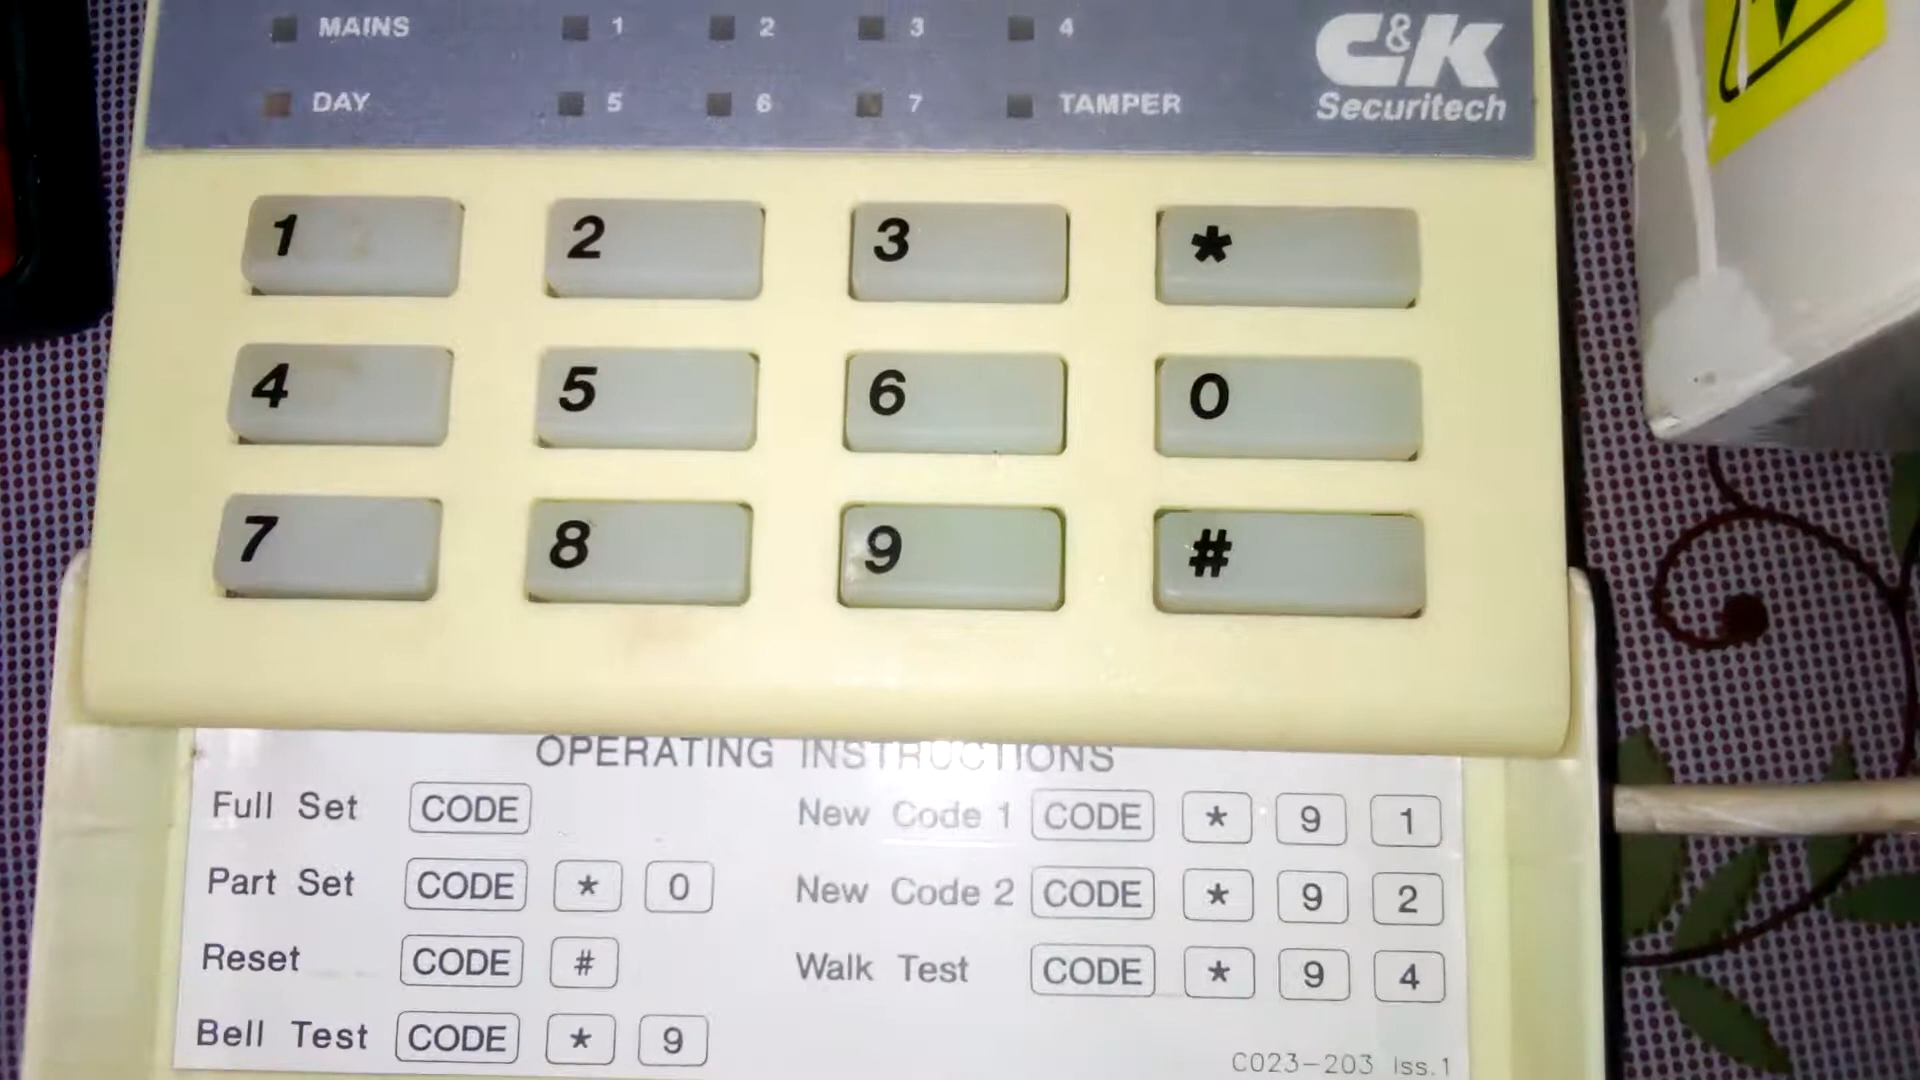 MAINS 1 2 3 4
DAY 5 6 7 TAMPER
C&K
Securitech
1 2 3 *
4 5 6 0
7 8 9 #
OPERATING INSTRUCTIONS
Full Set CODE
New Code 1 CODE * 9 1
Part Set CODE * 0
New Code 2 CODE * 9 2
Reset CODE #
Walk Test CODE * 9 4
Bell Test CODE * 9
C023-203 Iss.1